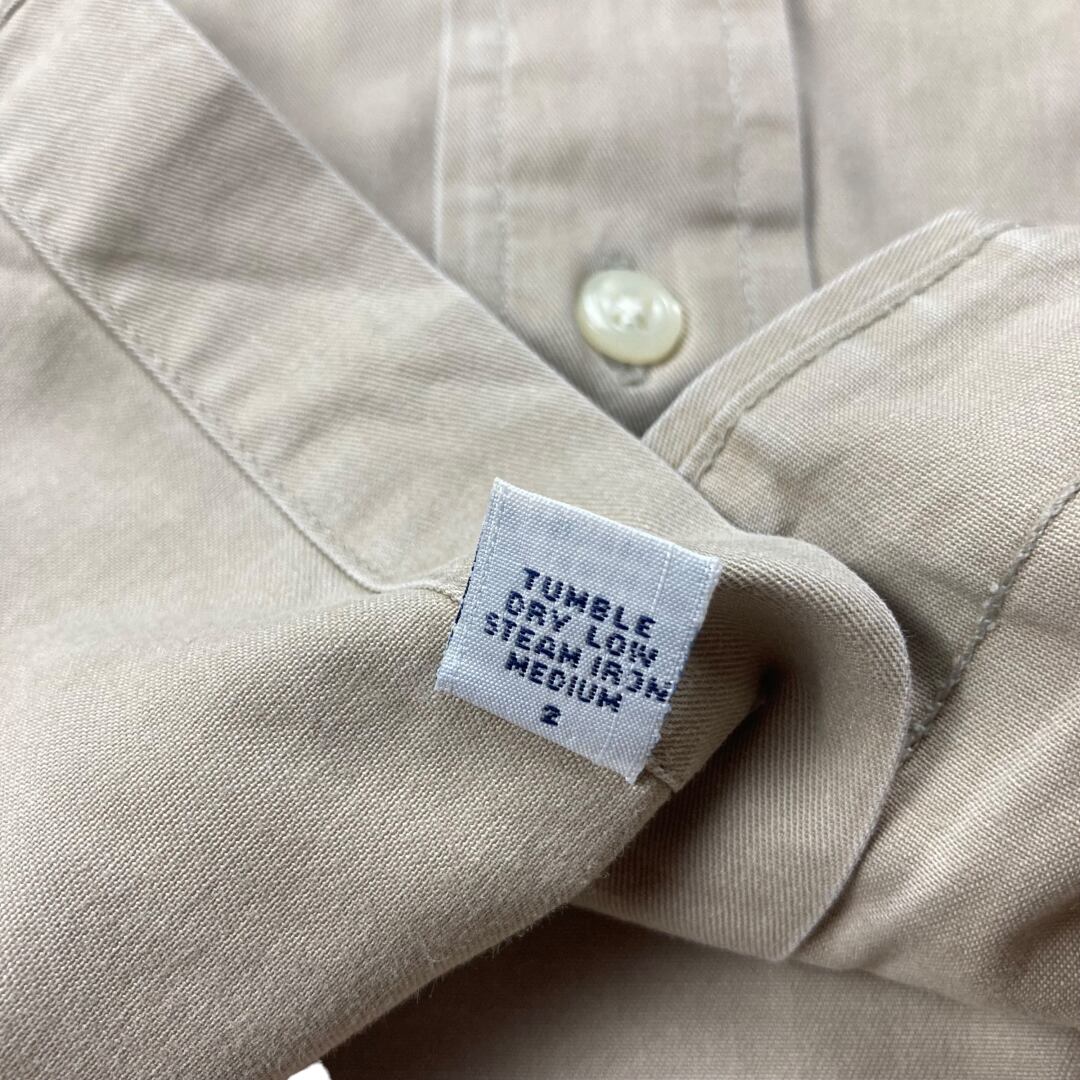 TUMBLE
DRY LOW
STEAM IRON
MEDIUM
2